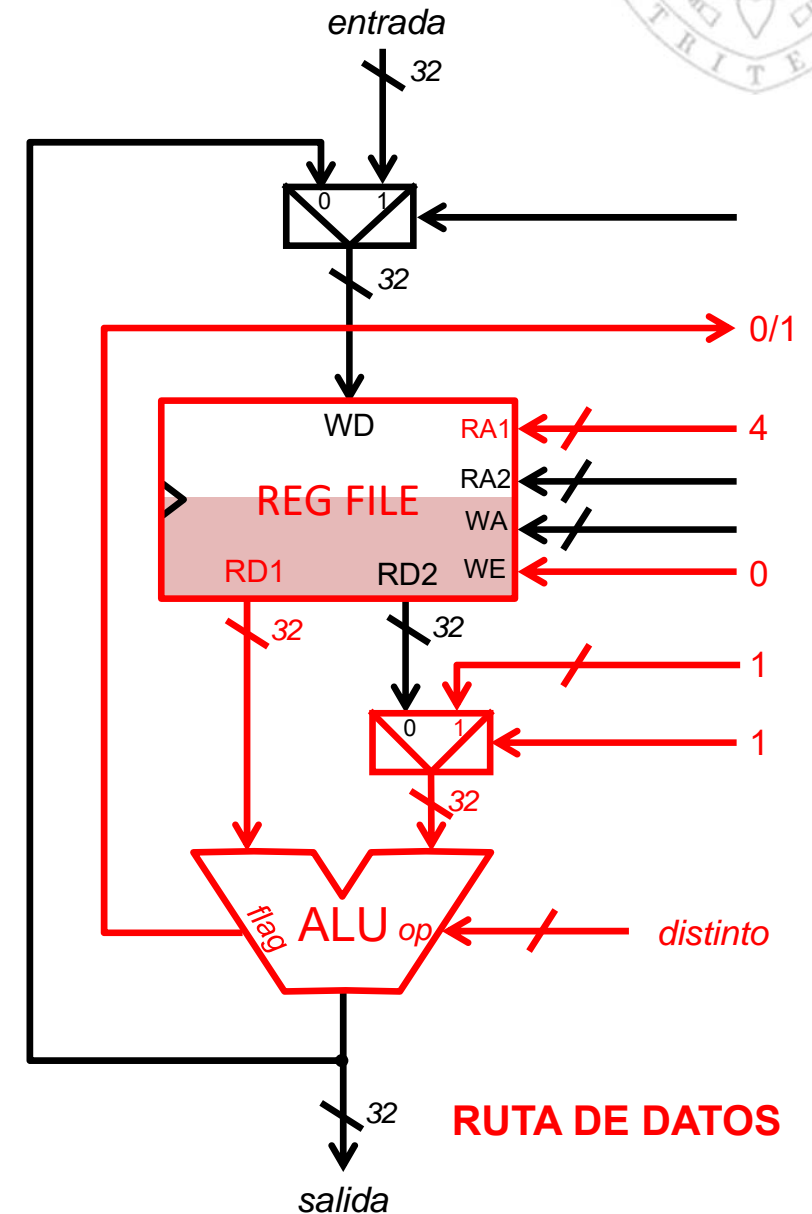 entrada
T R I T E
32
0 1
32
0/1
WD
RA1
4
RA2
REG FILE
WA
RD1
RD2
WE
0
32
32
1
0 1
1
32
flag
ALU
op
distinto
32
RUTA DE DATOS
salida